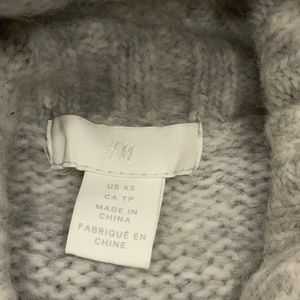 H&M
US XS
CA TP
MADE IN
CHINA
FABRIQUÉ EN
CHINE